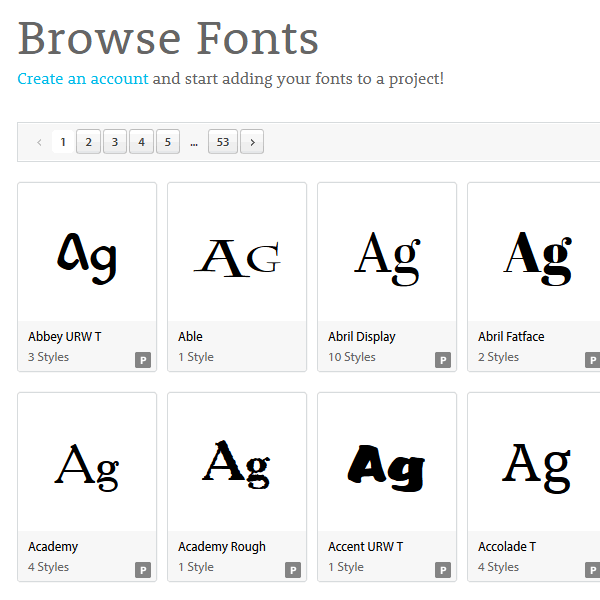 Browse Fonts
Create an account and start adding your fonts to a project!
‹ 1 2 3 4 5 ... 53 ›
Ag AG Ag Ag
Abbey URW T Able Abril Display Abril Fatface
3 Styles P 1 Style 10 Styles P 2 Styles P
Ag Ag Ag Ag
Academy Academy Rough Accent URW T Accolade T
4 Styles P 1 Style P 1 Style P 4 Styles P